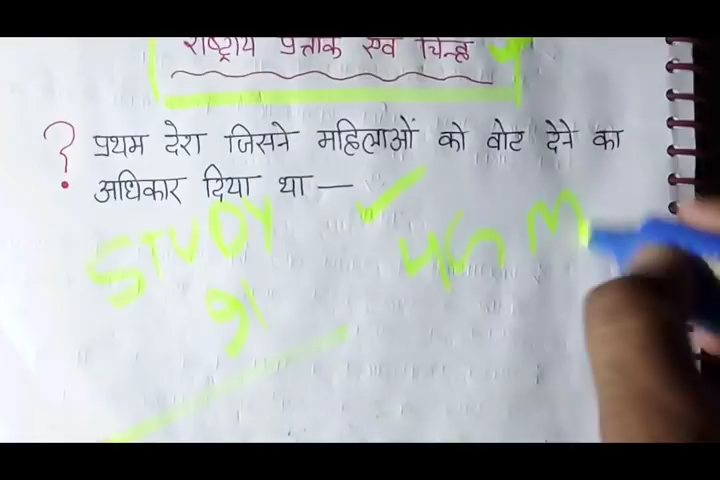 राष्ट्रीय प्रतीक एवं चिन्ह
? प्रथम देश जिसने महिलाओं को वोट देने का
अधिकार दिया था —
STUDY
91